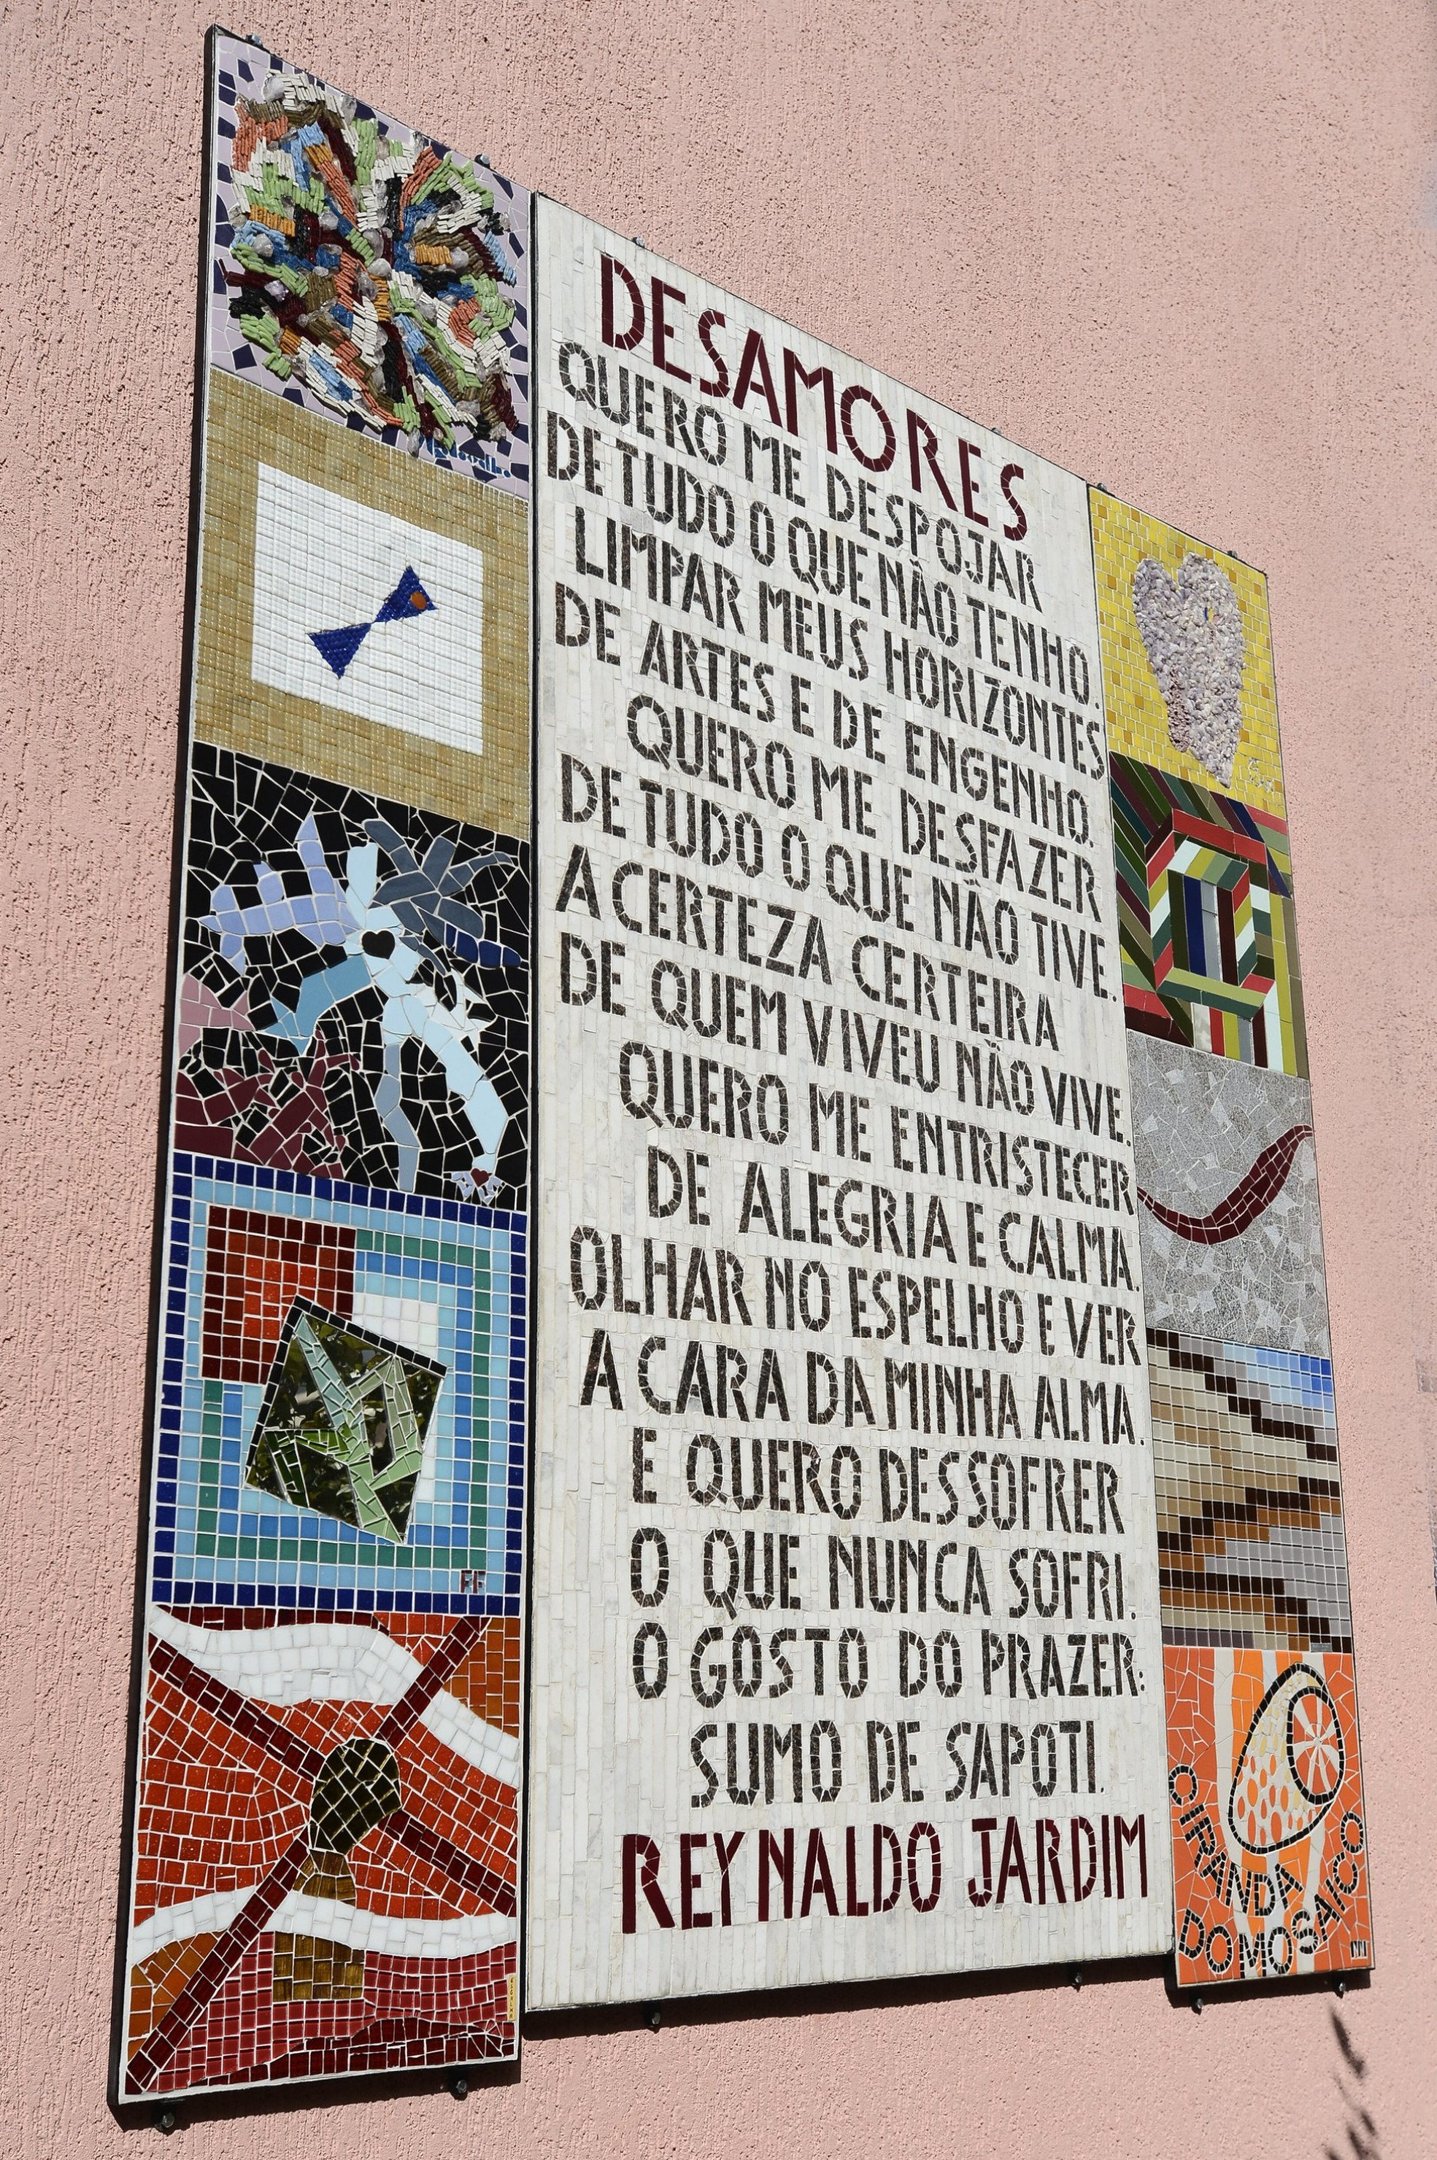 DESAMORES
QUERO ME DESPOJAR
DE TUDO O QUE NÃO TENHO.
LIMPAR MEUS HORIZONTES
DE ARTES E DE ENGENHO.
QUERO ME DESFAZER
DE TUDO O QUE NÃO TIVE.
A CERTEZA CERTEIRA
DE QUEM VIVEU NÃO VIVE.
QUERO ME ENTRISTECER
DE ALEGRIA E CALMA.
OLHAR NO ESPELHO E VER
A CARA DA MINHA ALMA.
E QUERO DESSOFRER
O QUE NUNCA SOFRI.
O GOSTO DO PRAZER:
SUMO DE SAPOTI.
REYNALDO JARDIM
FF
CIRANDA
DO MOSAICO